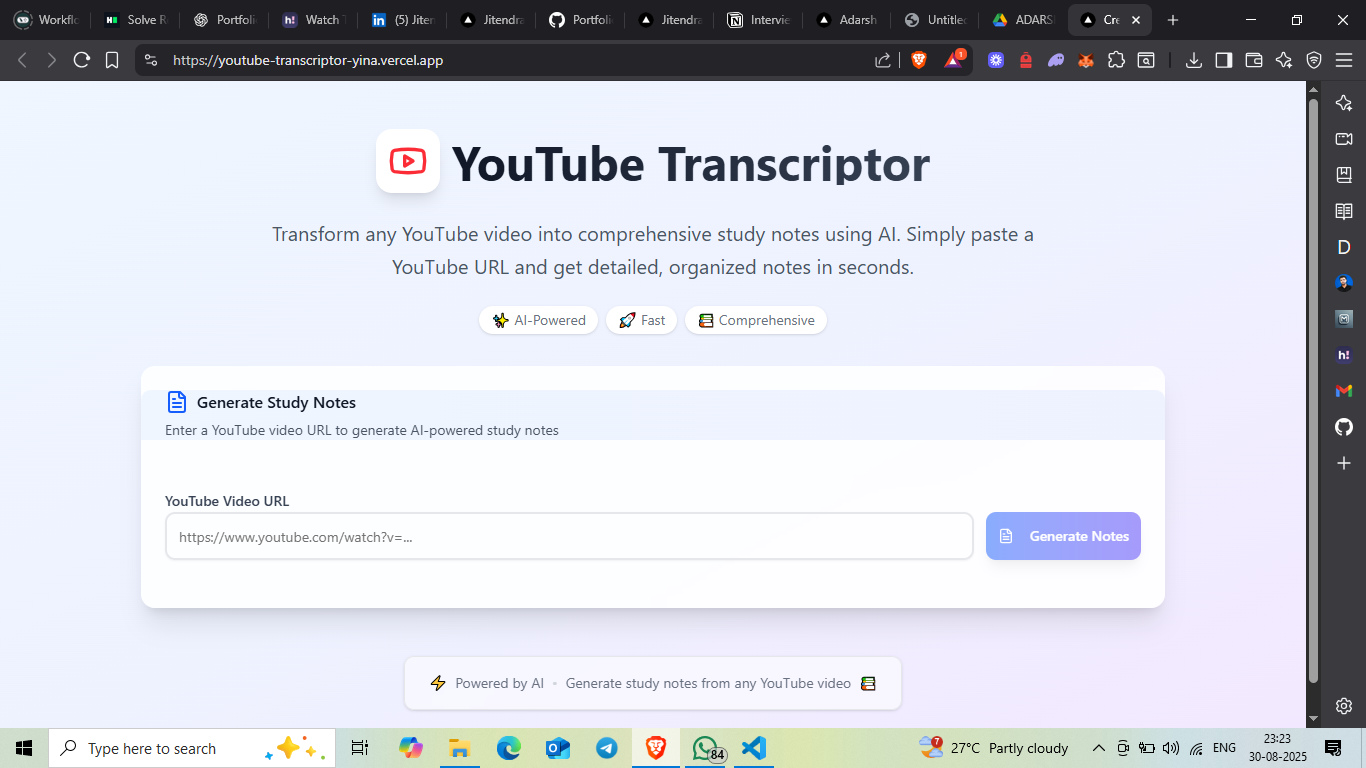 Workflo
Solve R
Portfoli
Watch T
(5) Jiten
Jitendra
Portfoli
Jitendra
Intervie
Adarsh
Untitled
ADARS
Cre
https://youtube-transcriptor-yina.vercel.app
1
YouTube Transcriptor
Transform any YouTube video into comprehensive study notes using AI. Simply paste a
YouTube URL and get detailed, organized notes in seconds.
AI-Powered
Fast
Comprehensive
Generate Study Notes
Enter a YouTube video URL to generate AI-powered study notes
YouTube Video URL
https://www.youtube.com/watch?v=...
Generate Notes
Powered by AI • Generate study notes from any YouTube video
D
h!
Type here to search
84
7
27°C Partly cloudy
ENG
23:23
30-08-2025